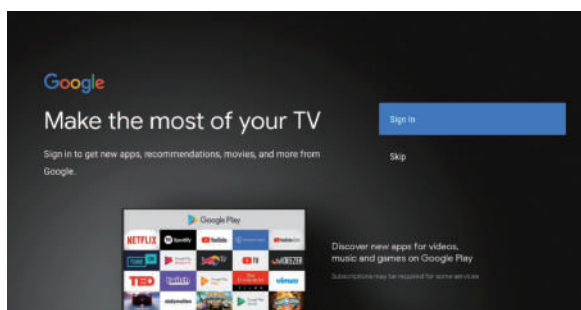 Google
Make the most of your TV
Sign in to get new apps, recommendations, movies, and more from
Google.
Sign In
Skip
Google Play
NETFLIX
Spotify
YouTube
TV
DEEZER
TED
twitch
vimeo
Discover new apps for videos,
music and games on Google Play
Subscriptions may be required for some services